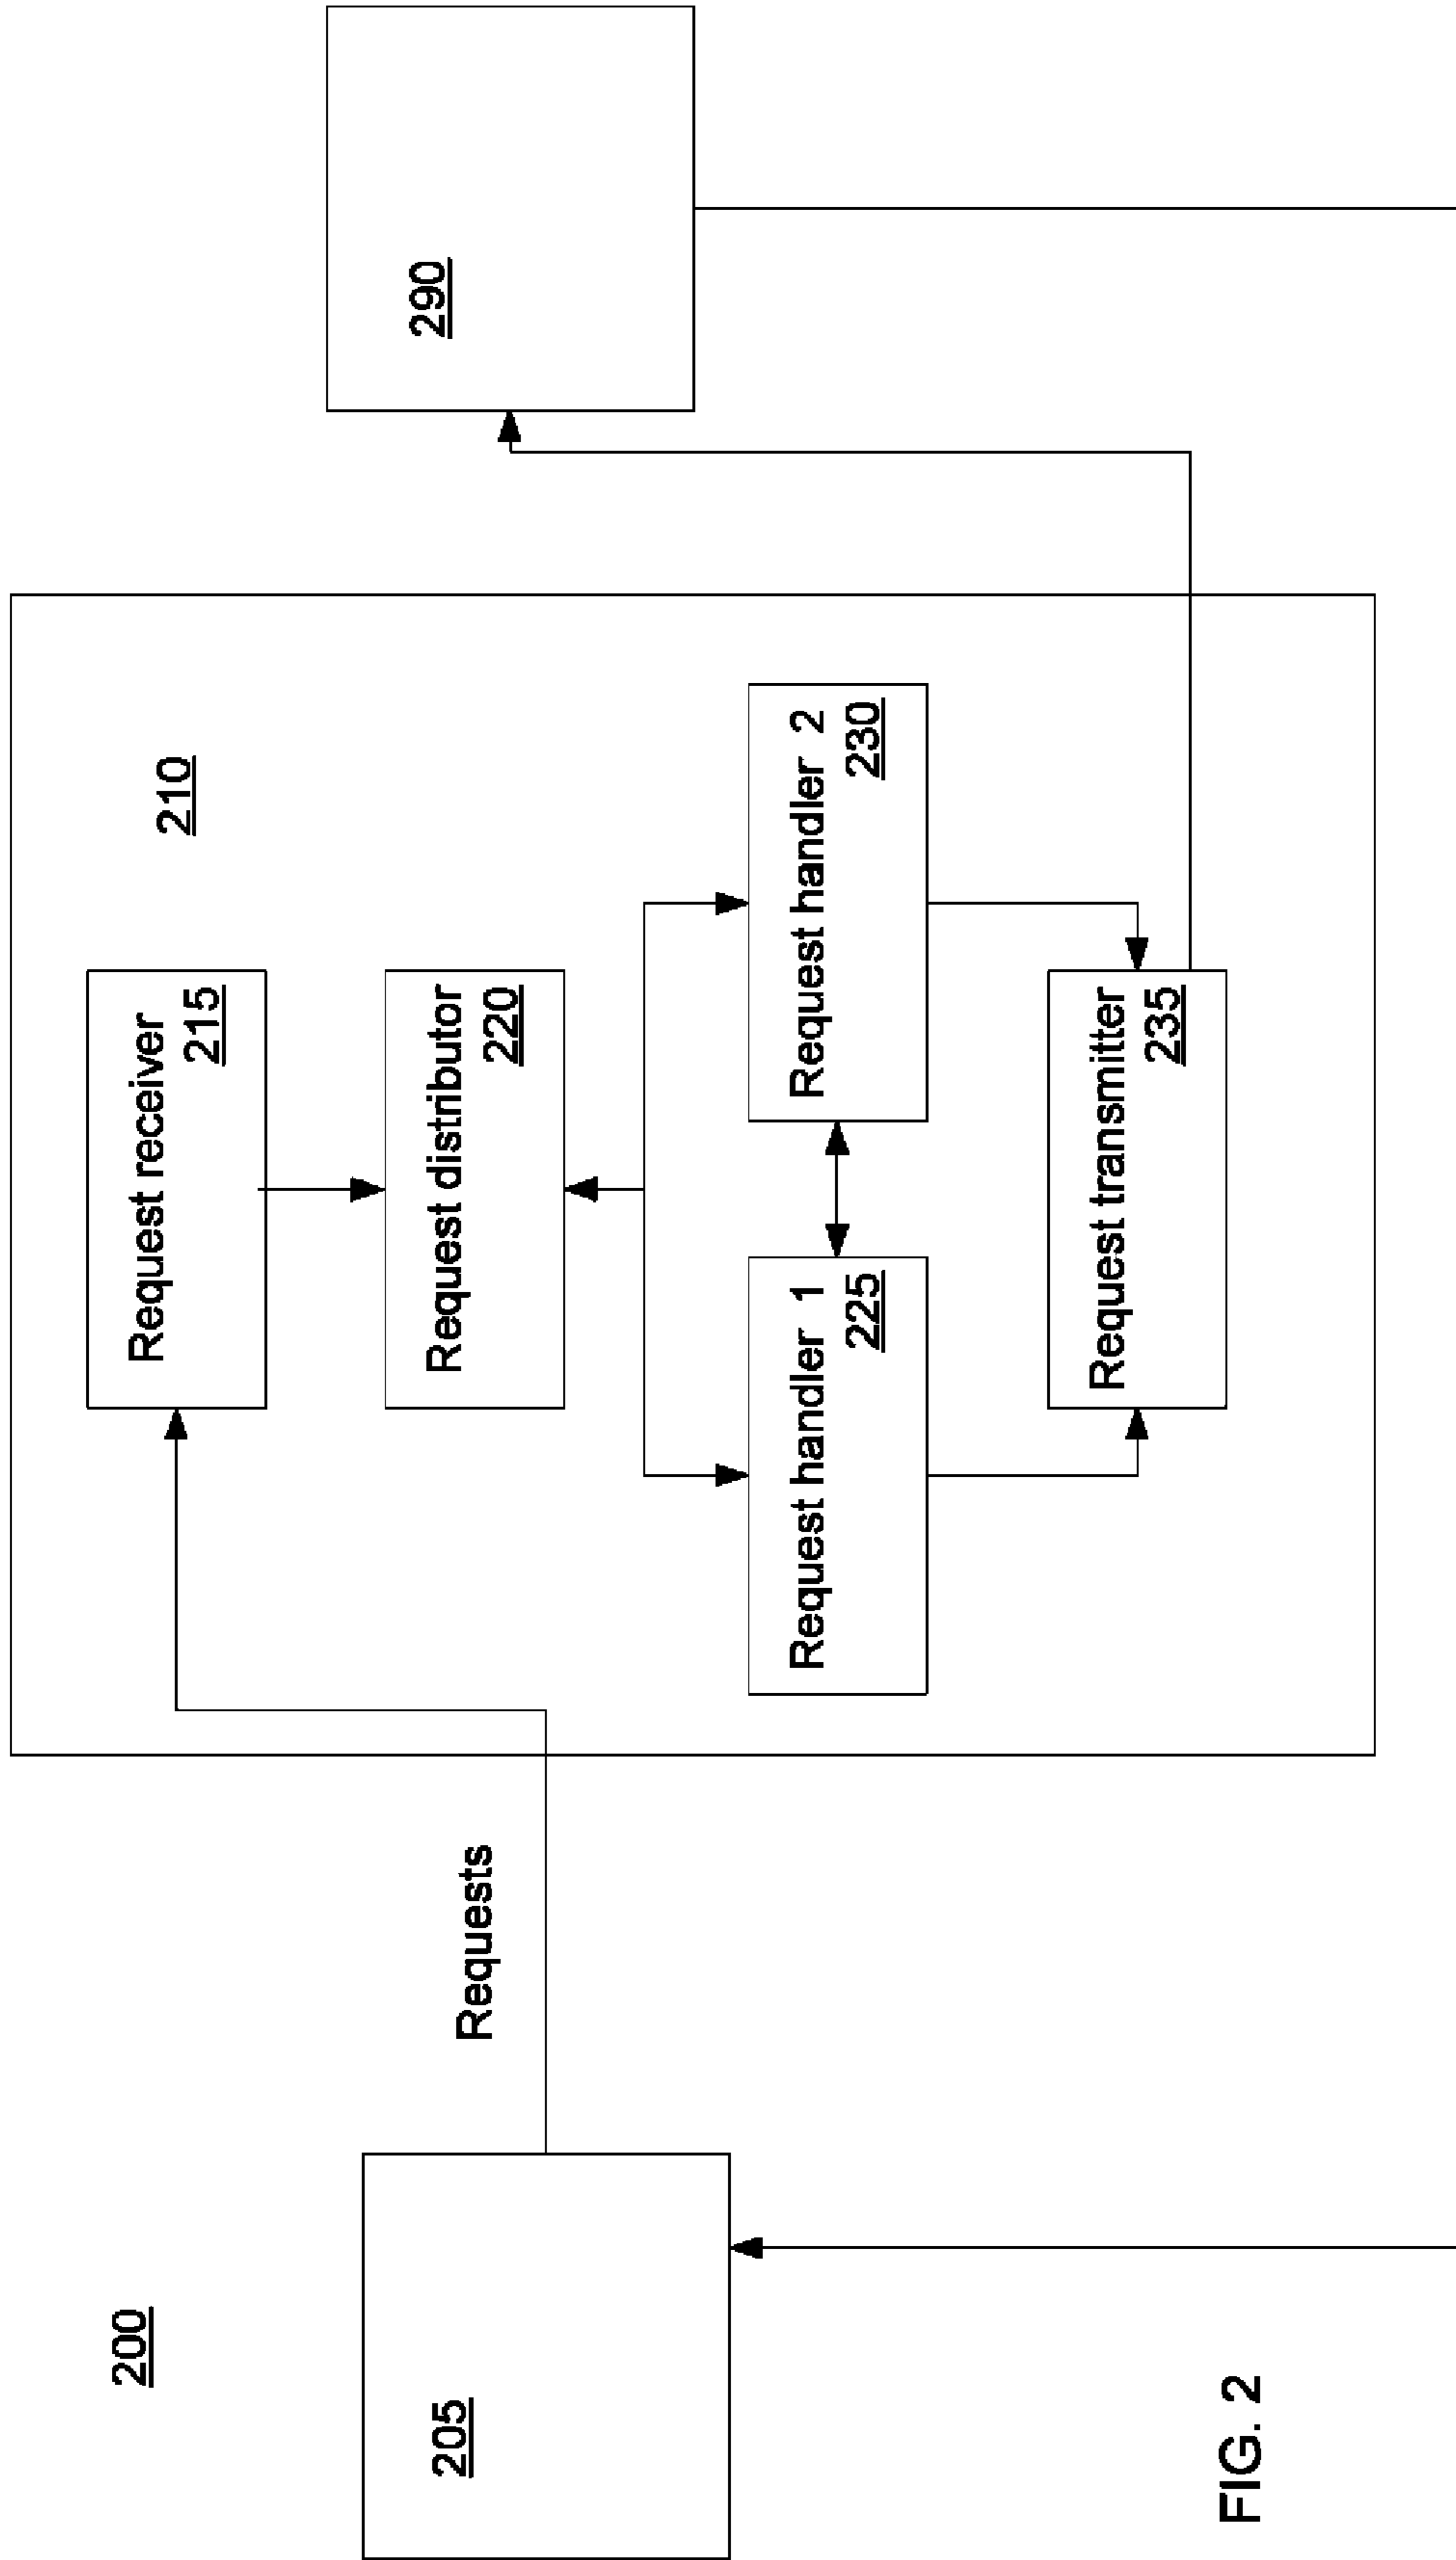 200
205
Requests
210
Request receiver
215
Request distributor
220
Request handler 1
225
Request handler 2
230
Request transmitter
235
290
FIG. 2